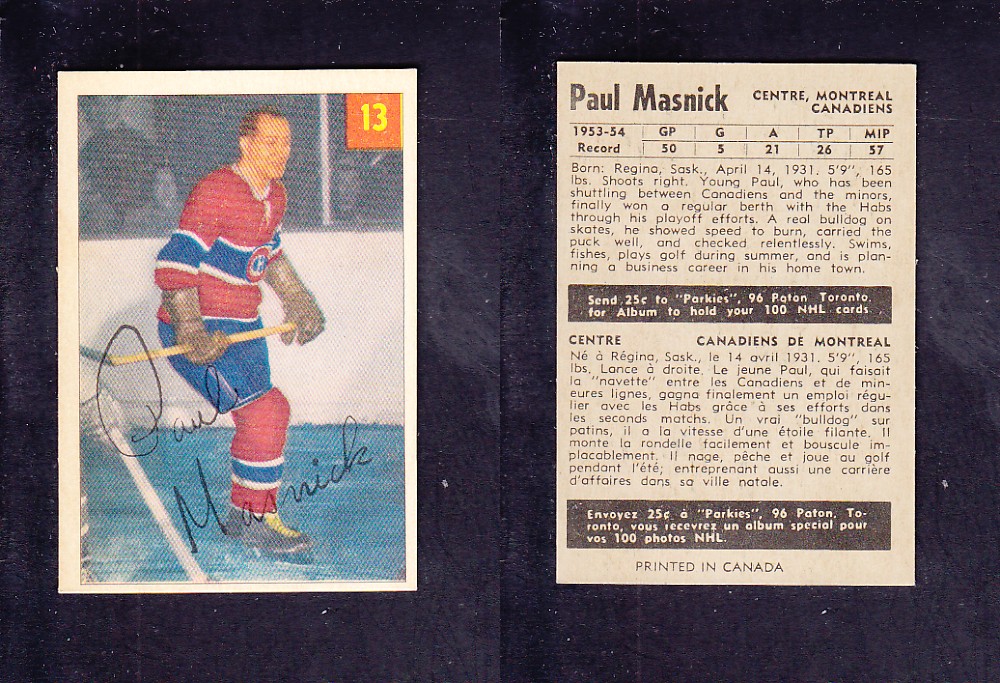 13
Paul
Masnick
Paul Masnick
CENTRE, MONTREAL
CANADIENS
1953-54 GP G A TP MIP
Record 50 5 21 26 57
Born: Regina, Sask., April 14, 1931. 5'9", 165
lbs. Shoots right. Young Paul, who has been
shuttling between Canadiens and the minors,
finally won a regular berth with the Habs
through his playoff efforts. A real bulldog on
skates, he showed speed to burn, carried the
puck well, and checked relentlessly. Swims,
fishes, plays golf during summer, and is plan-
ning a business career in his home town.
Send 25¢ to "Parkies", 96 Paton Toronto.
for Album to hold your 100 NHL cards.
CENTRE CANADIENS DE MONTREAL
Né à Régina, Sask., le 14 avril 1931. 5'9", 165
lbs. Lance à droite. Le jeune Paul, qui faisait
la "navette" entre les Canadiens et de min-
eures lignes, gagna finalement un emploi régu-
lier avec les Habs grâce à ses efforts dans
les seconds matchs. Un vrai "bulldog" sur
patins, il a la vitesse d'une étoile filante. Il
monte la rondelle facilement et bouscule im-
placablement. Il nage, pêche et joue au golf
pendant l'été; entreprenant aussi une carrière
d'affaires dans sa ville natale.
Envoyez 25¢ à "Parkies", 96 Paton, To-
ronto, vous recevrez un album special pour
vos 100 photos NHL.
PRINTED IN CANADA